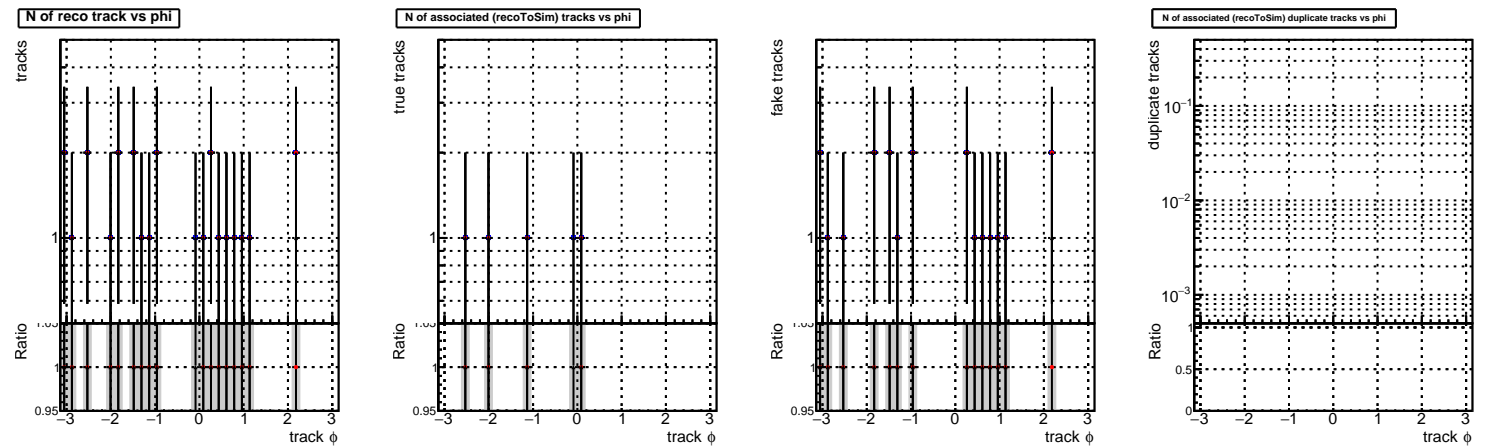 N of reco track vs phi
tracks
1
Ratio
1
0.95
−3 −2 −1 0 1 2 3
track ϕ
N of associated (recoToSim) tracks vs phi
true tracks
1
Ratio
1
0.95
−3 −2 −1 0 1 2 3
track ϕ
fake tracks
1
Ratio
1
0.95
−3 −2 −1 0 1 2 3
track ϕ
N of associated (recoToSim) duplicate tracks vs phi
duplicate tracks
10⁻¹
10⁻²
10⁻³
Ratio
1
0.5
0
−3 −2 −1 0 1 2 3
track ϕ